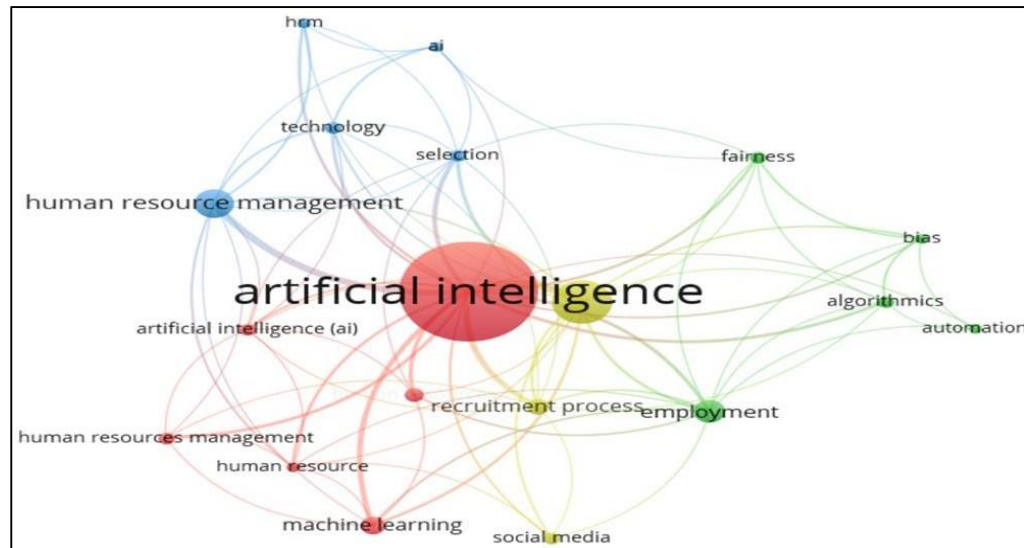 hrm
ai
technology
selection
fairness
human resource management
bias
artificial intelligence
algorithmics
artificial intelligence (ai)
automation
recruitment process
employment
human resources management
human resource
machine learning
social media